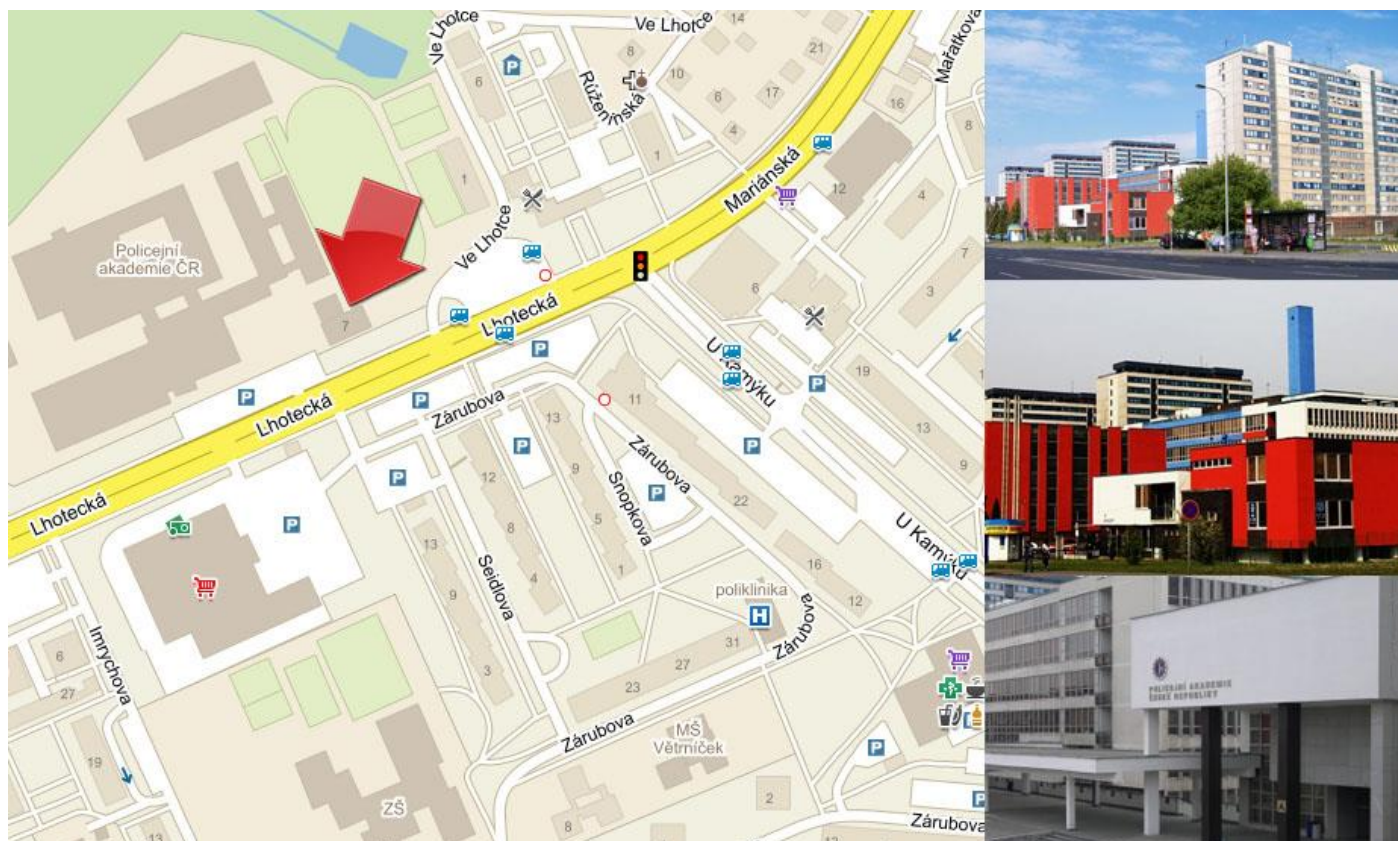 Ve Lhotce
Ve Lhotce
14
8
21
Mařatkova
6
Růženínská
10
17
16
6
8
4
1
1
Mariánská
12
4
Policejní
akademie ČR
Ve Lhotce
7
7
6
3
Lhotecká
U Kamýku
P
P
P
P
19
11
Lhotecká
Zárubova
13
13
Zárubova
P
P
P
12
9
9
P
Lhotecká
Snopkova
22
P
8
5
U Kamýku
13
Seidlova
16
4
1
poliklinika
H
12
9
Zárubova
Imrychova
6
31
27
3
27
23
Zárubova
MŠ
Větrníček
P
19
Zárubova
2
P
ZŠ
8
Zárubova
13
POLICEJNÍ AKADEMIE
ČESKÉ REPUBLIKY